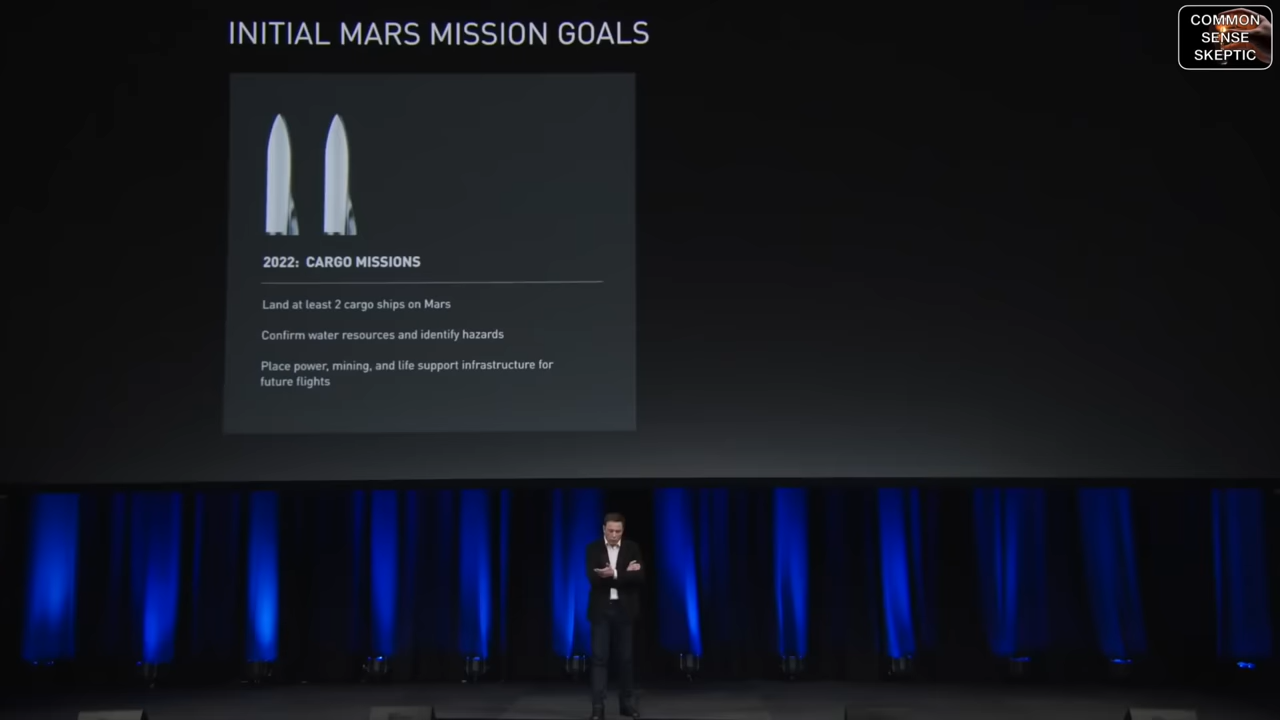 INITIAL MARS MISSION GOALS
COMMON
SENSE
SKEPTIC
2022: CARGO MISSIONS
Land at least 2 cargo ships on Mars
Confirm water resources and identify hazards
Place power, mining, and life support infrastructure for
future flights